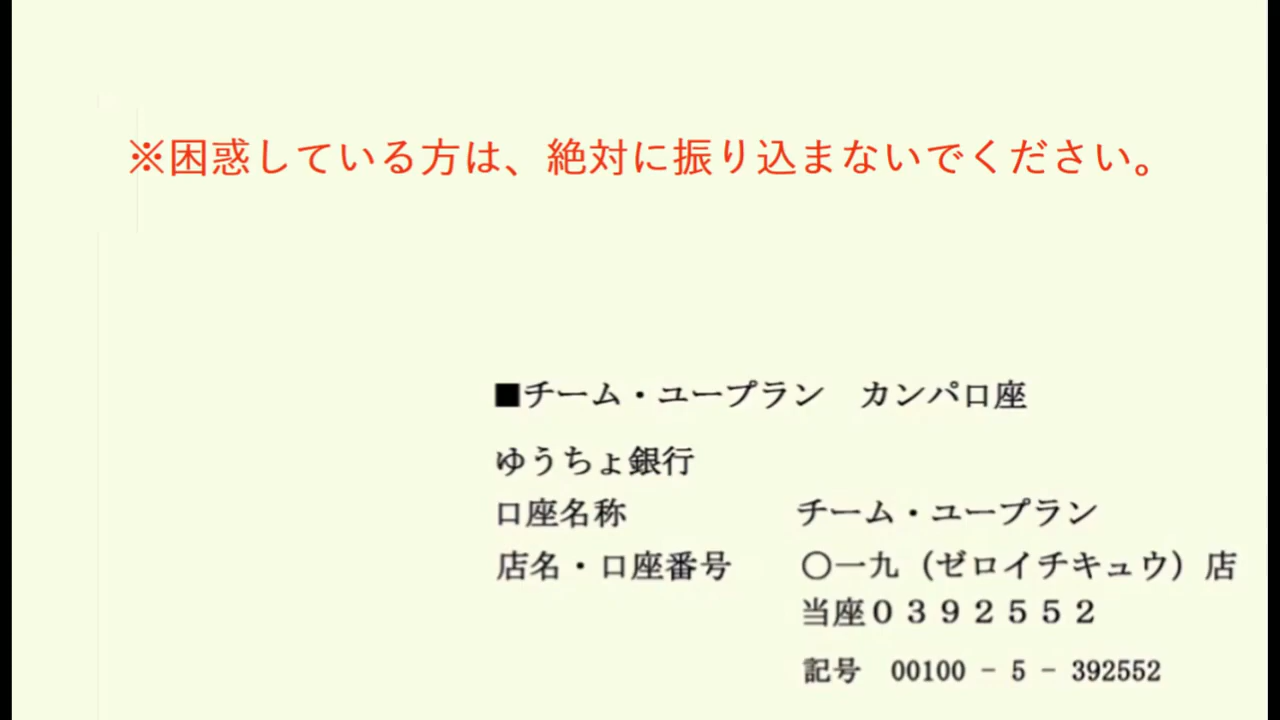 ※困惑している方は、絶対に振り込まないでください。
■チーム・ユープラン　カンパ口座
ゆうちょ銀行
口座名称　チーム・ユープラン
店名・口座番号　〇一九（ゼロイチキュウ）店
当座０３９２５５２
記号　00100 − 5 − 392552